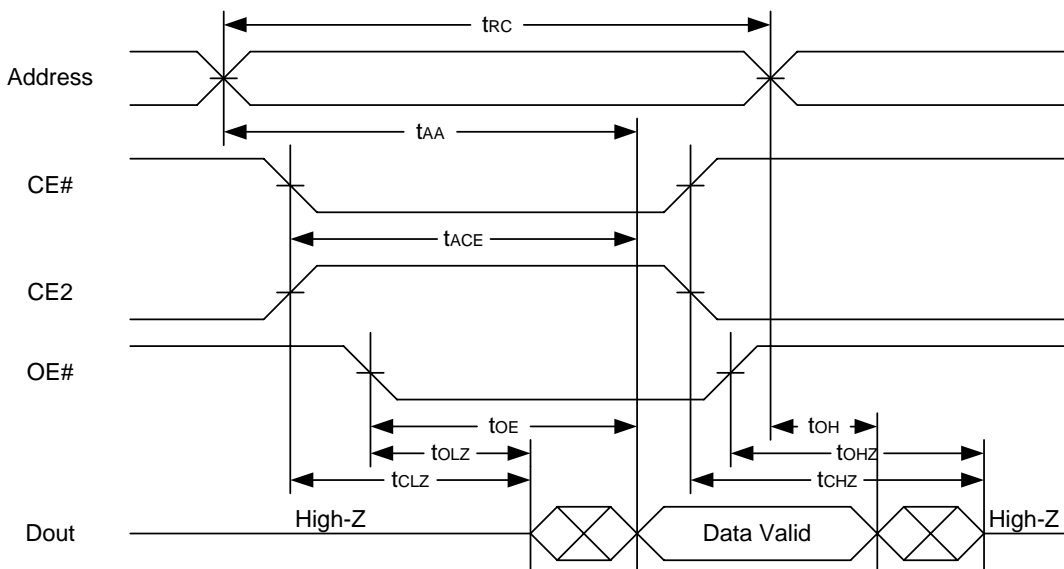 tRC
Address
tAA
CE#
tACE
CE2
OE#
tOE
tOH
tOLZ
tOHZ
tCLZ
tCHZ
High-Z
Dout
Data Valid
High-Z